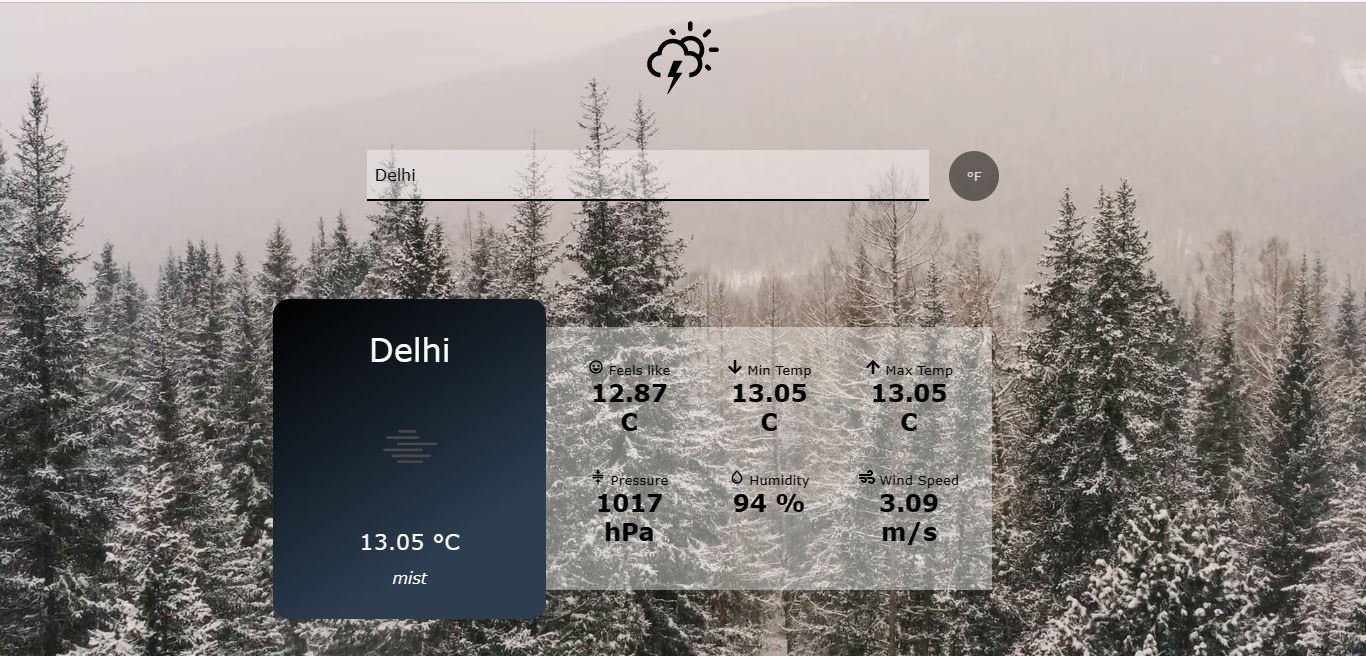 Delhi
°F
Delhi
13.05 °C
mist
Feels like
12.87
C
Min Temp
13.05
C
Max Temp
13.05
C
Pressure
1017
hPa
Humidity
94 %
Wind Speed
3.09
m/s